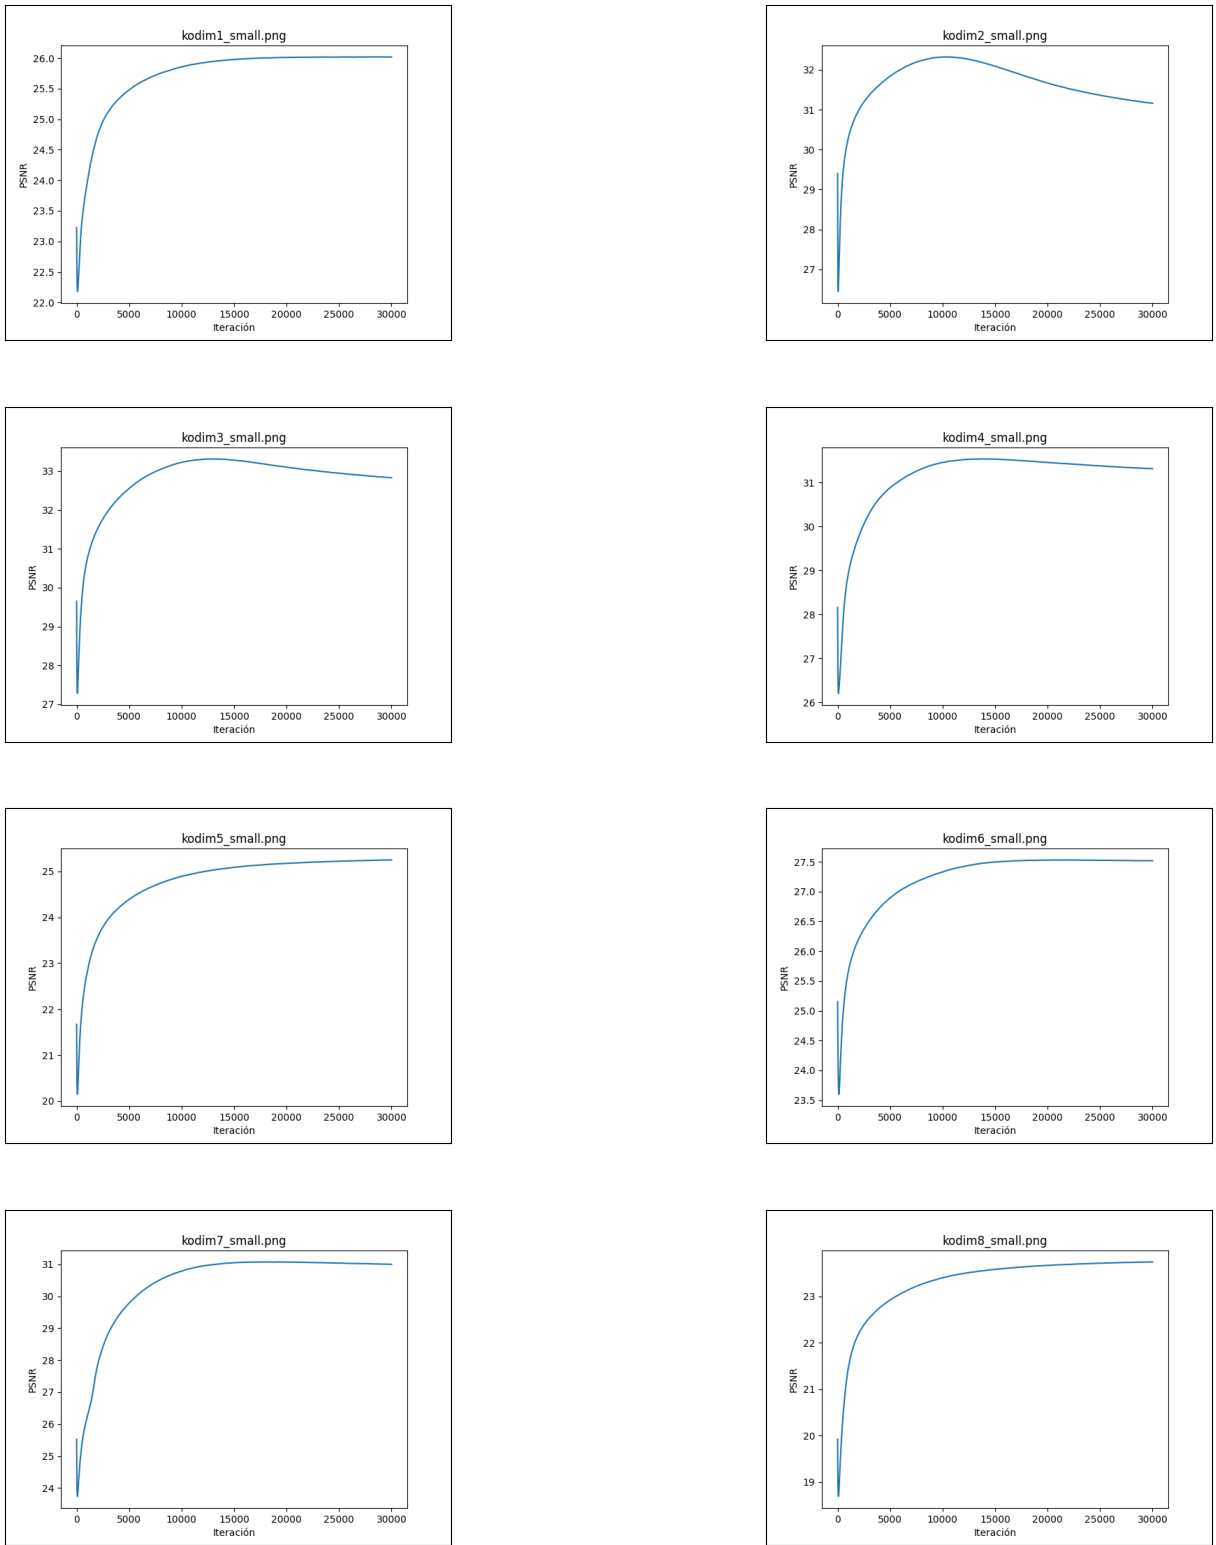 kodim1_small.png
PSNR
26.0
25.5
25.0
24.5
24.0
23.5
23.0
22.5
22.0
0 5000 10000 15000 20000 25000 30000
Iteración
kodim2_small.png
PSNR
32
31
30
29
28
27
0 5000 10000 15000 20000 25000 30000
Iteración
kodim3_small.png
PSNR
33
32
31
30
29
28
27
0 5000 10000 15000 20000 25000 30000
Iteración
kodim4_small.png
PSNR
31
30
29
28
27
26
0 5000 10000 15000 20000 25000 30000
Iteración
kodim5_small.png
PSNR
25
24
23
22
21
20
0 5000 10000 15000 20000 25000 30000
Iteración
kodim6_small.png
PSNR
27.5
27.0
26.5
26.0
25.5
25.0
24.5
24.0
23.5
0 5000 10000 15000 20000 25000 30000
Iteración
kodim7_small.png
PSNR
31
30
29
28
27
26
25
24
0 5000 10000 15000 20000 25000 30000
Iteración
kodim8_small.png
PSNR
23
22
21
20
19
0 5000 10000 15000 20000 25000 30000
Iteración